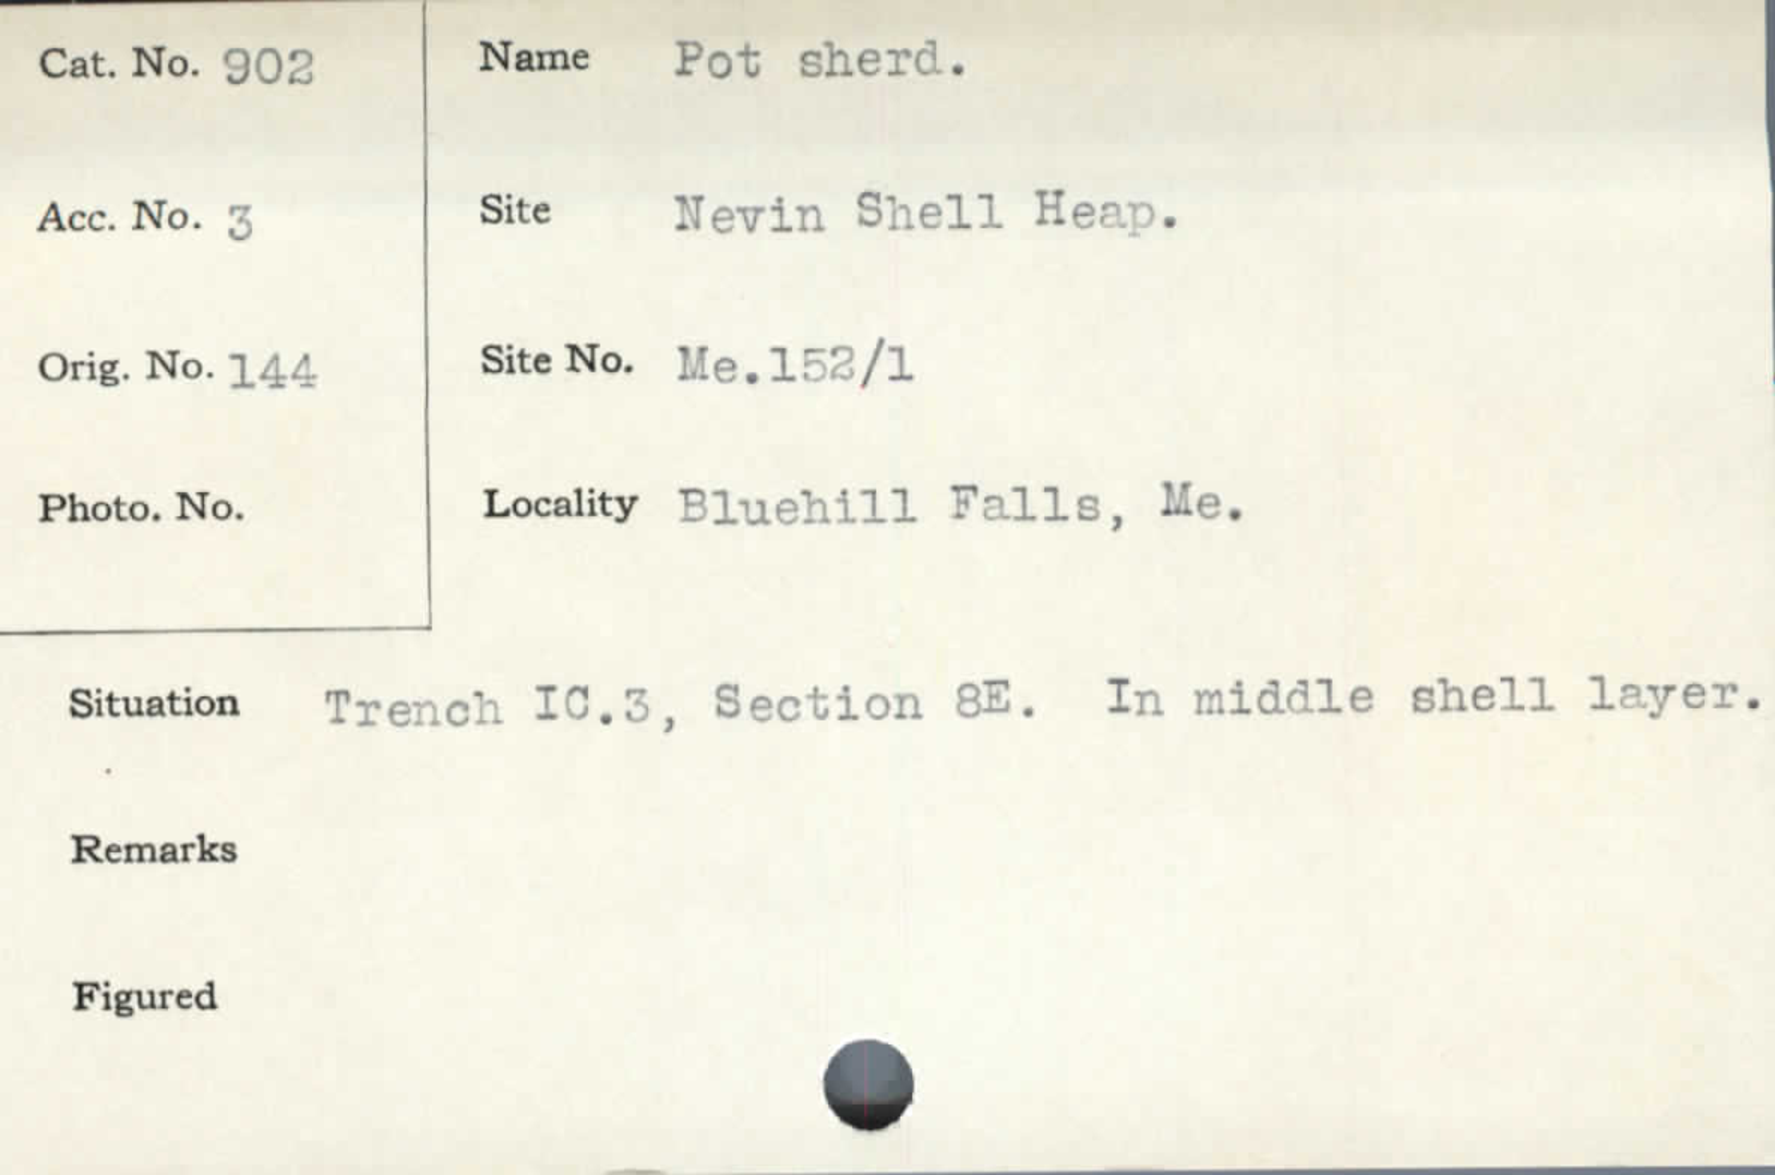 Cat. No. 902
Name Pot sherd.
Acc. No. 3
Site Nevin Shell Heap.
Orig. No. 144
Site No. Me.152/1
Photo. No.
Locality Bluehill Falls, Me.
Situation Trench IC.3, Section 8E. In middle shell layer.
Remarks
Figured